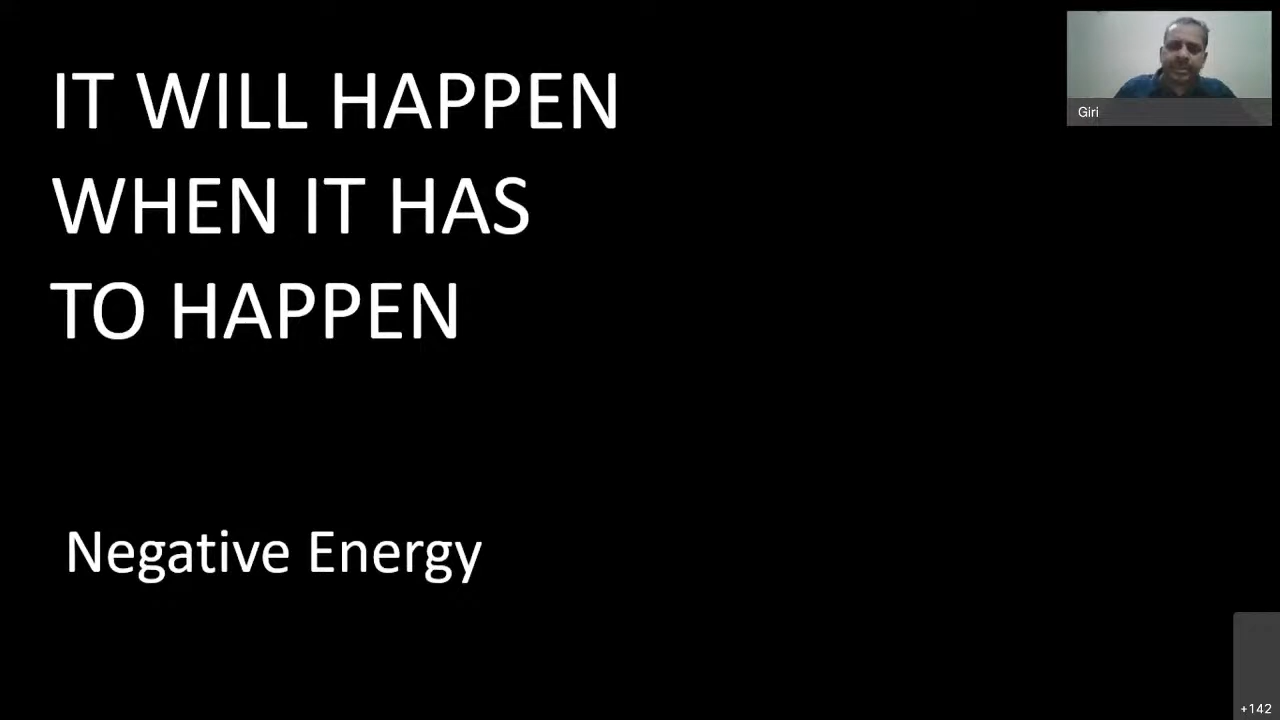 IT WILL HAPPEN
WHEN IT HAS
TO HAPPEN
Negative Energy
Giri
+142